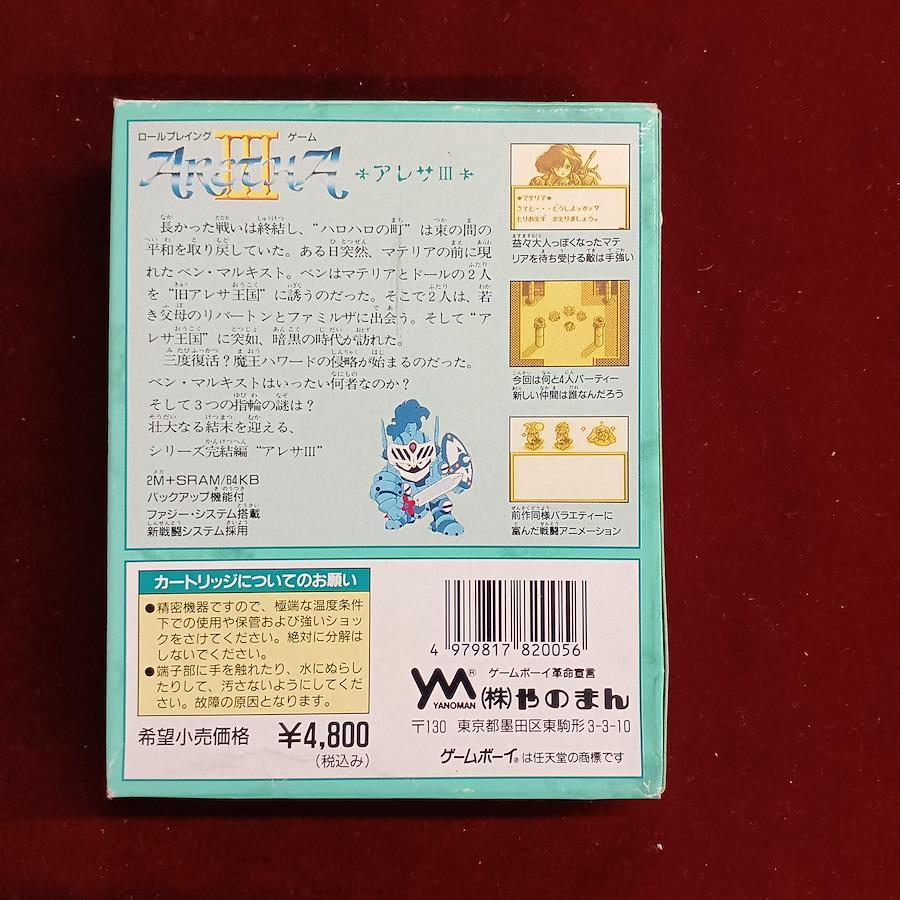 ロールプレイング ゲーム
ARETHA III
アレサIII
長かった戦いは終結し、“ハロハロの町”は束の間の
平和を取り戻していた。ある日突然、マテリアの前に現
れたベン・マルキスト。ベンはマテリアとドールの2人
を“旧アレサ王国”に誘うのだった。そこで2人は、若
き父母のリバートンとファミルザに出会う。そして“ア
レサ王国”に突如、暗黒の時代が訪れた。
三度復活?魔王ハワードの侵略が始まるのだった。
ベン・マルキストはいったい何者なのか?
そして3つの指輪の謎は?
壮大なる結末を迎える、
シリーズ完結編“アレサIII”
2M+SRAM/64KB
バックアップ機能付
ファジー・システム搭載
新戦闘システム採用
◆マテリア◆
さてと・・・どうしよっか?
とりあえず かえりましょう。
益々大人っぽくなったマテ
リアを待ち受ける敵は手強い
今回は何と4人パーティー
新しい仲間は誰なんだろう
前作同様バラエティーに
富んだ戦闘アニメーション
カートリッジについてのお願い
●精密機器ですので、極端な温度条件
下での使用や保管および強いショッ
クをさけてください。絶対に分解は
しないでください。
●端子部に手を触れたり、水にぬらし
たりして、汚さないようにしてくだ
さい。故障の原因となります。
希望小売価格 ¥4,800
(税込み)
4 979817 820056
YM® YANOMAN
ゲームボーイ革命宣言
(株)やのまん
〒130 東京都墨田区東駒形3-3-10
ゲームボーイ®は任天堂の商標です